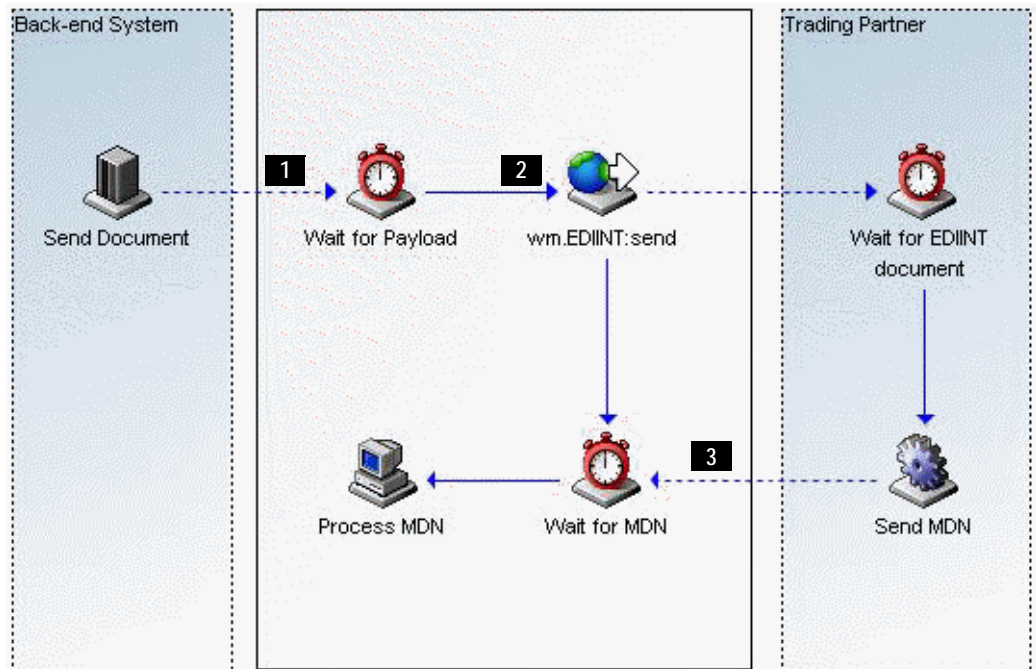 Back-end System
Trading Partner
1
2
Send Document
Wait for Payload
wm.EDIINT:send
Wait for EDIINT
document
3
Process MDN
Wait for MDN
Send MDN